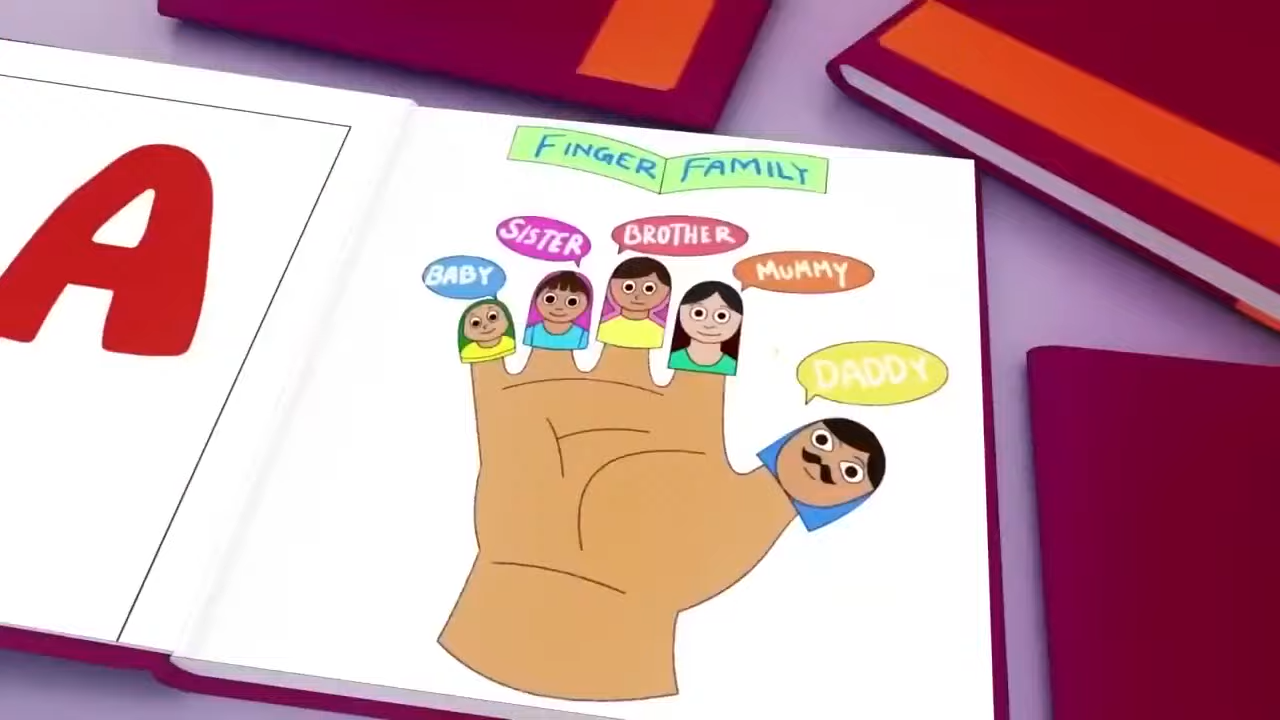 A
FINGER FAMILY
SISTER
BROTHER
BABY
MUMMY
DADDY